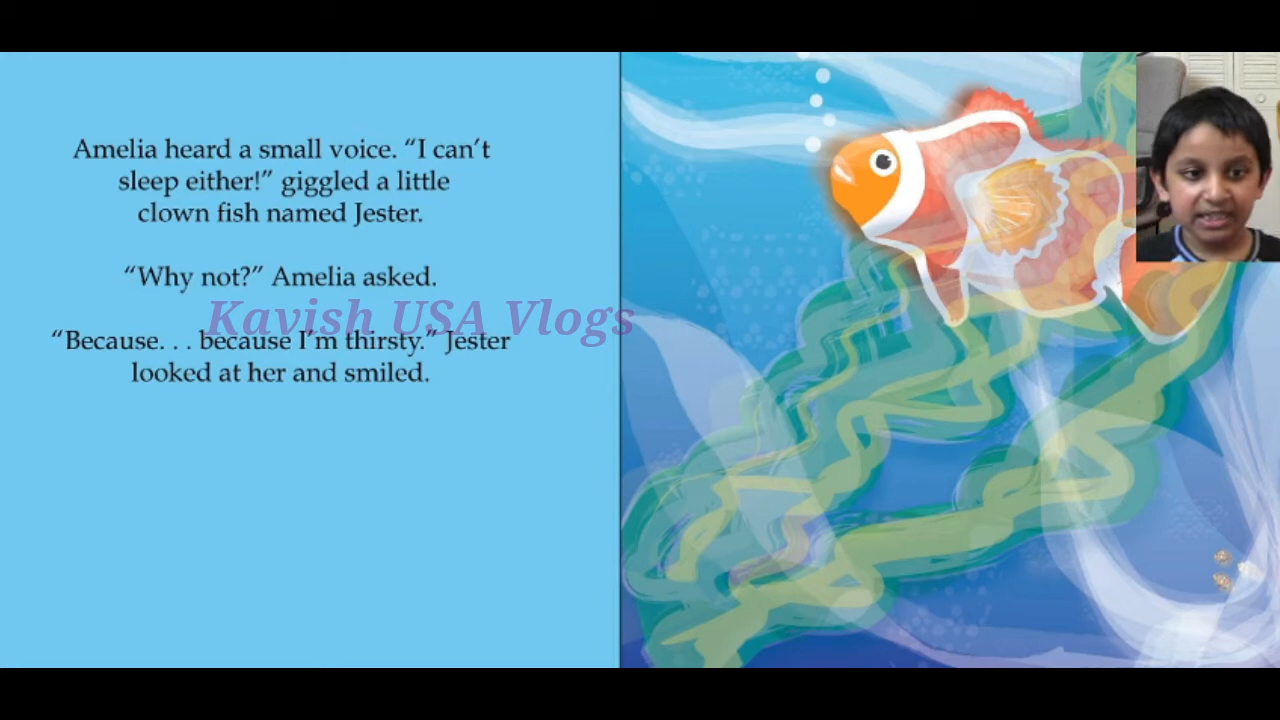 Amelia heard a small voice. “I can’t
sleep either!” giggled a little
clown fish named Jester.
“Why not?” Amelia asked.
Kavish USA Vlogs
“Because. . . because I’m thirsty.” Jester
looked at her and smiled.